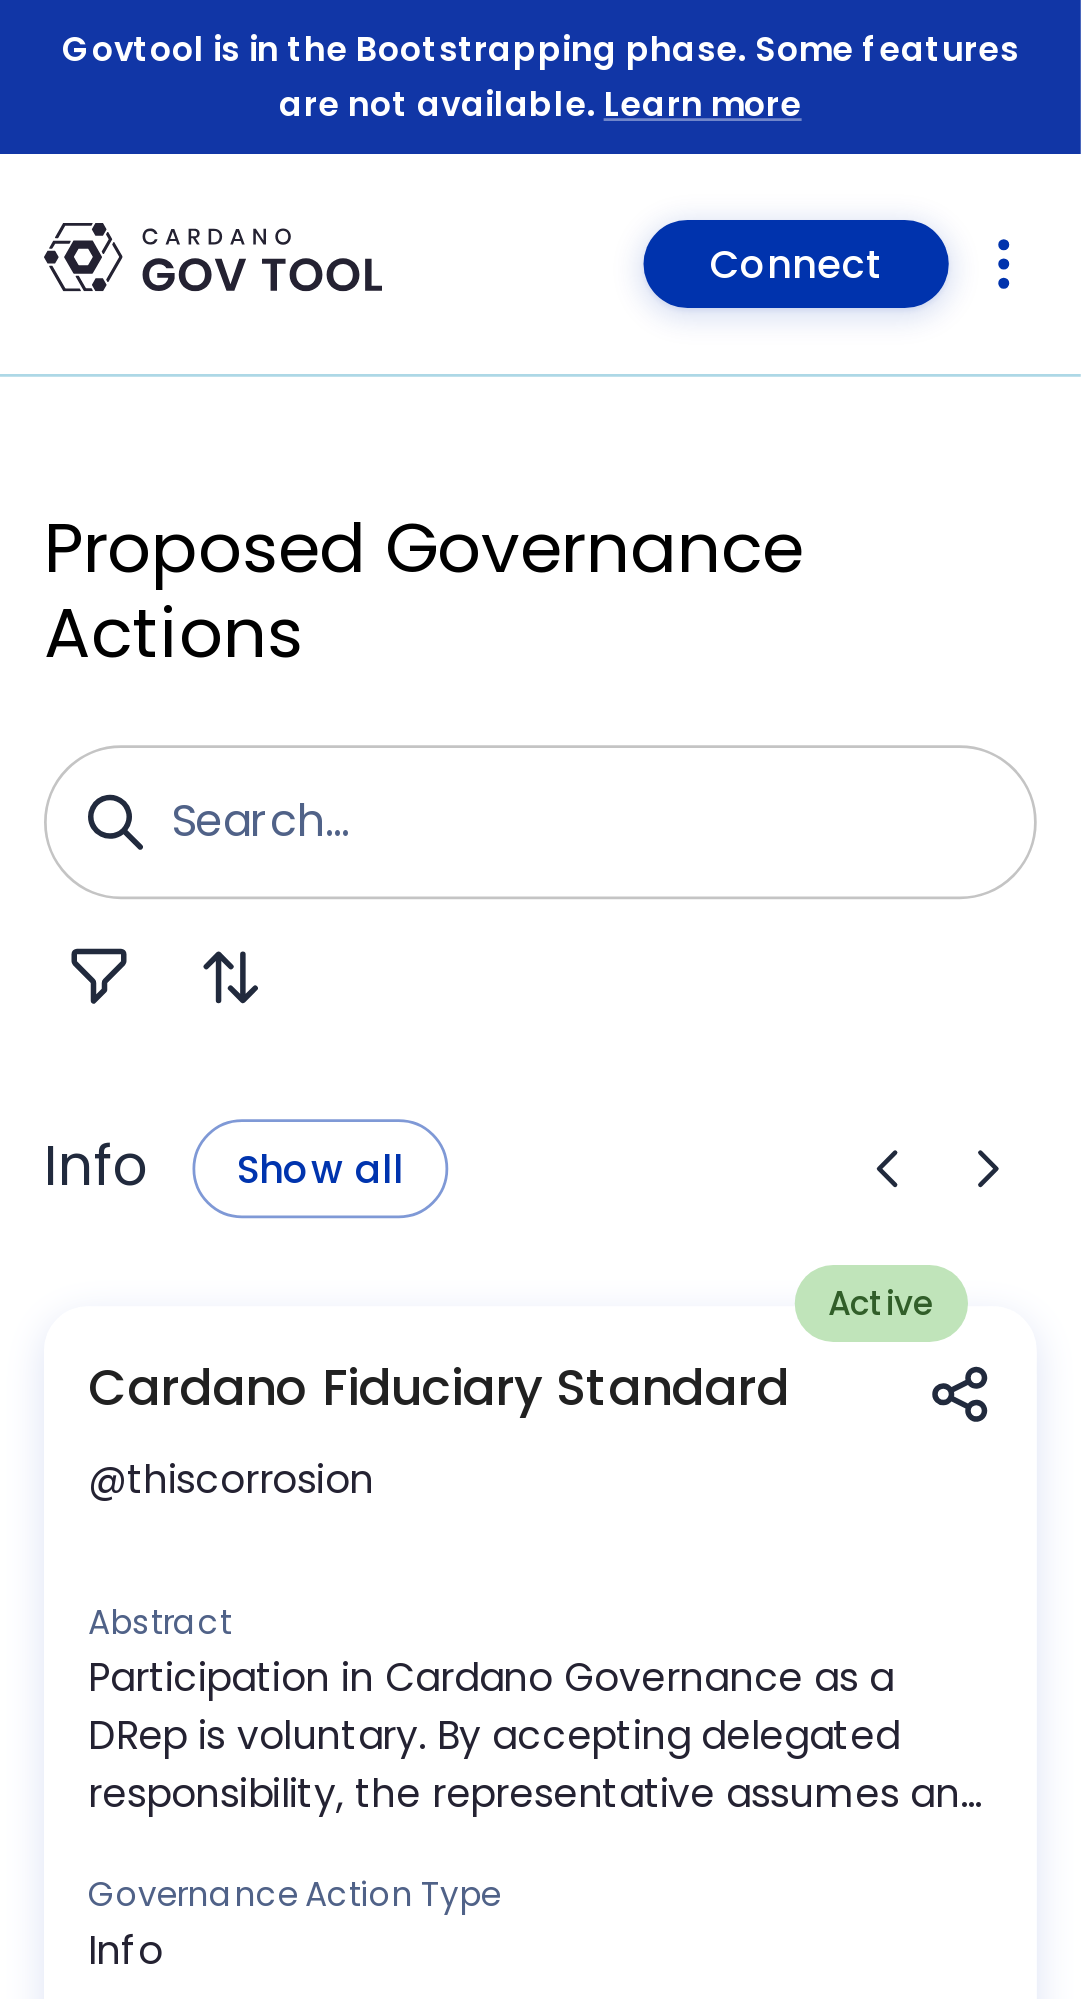 Govtool is in the Bootstrapping phase. Some features
are not available. Learn more
CARDANO
GOV TOOL
Connect
Proposed Governance
Actions
Search...
Info
Show all
Active
Cardano Fiduciary Standard
@thiscorrosion
Abstract
Participation in Cardano Governance as a
DRep is voluntary. By accepting delegated
responsibility, the representative assumes an...
Governance Action Type
Info